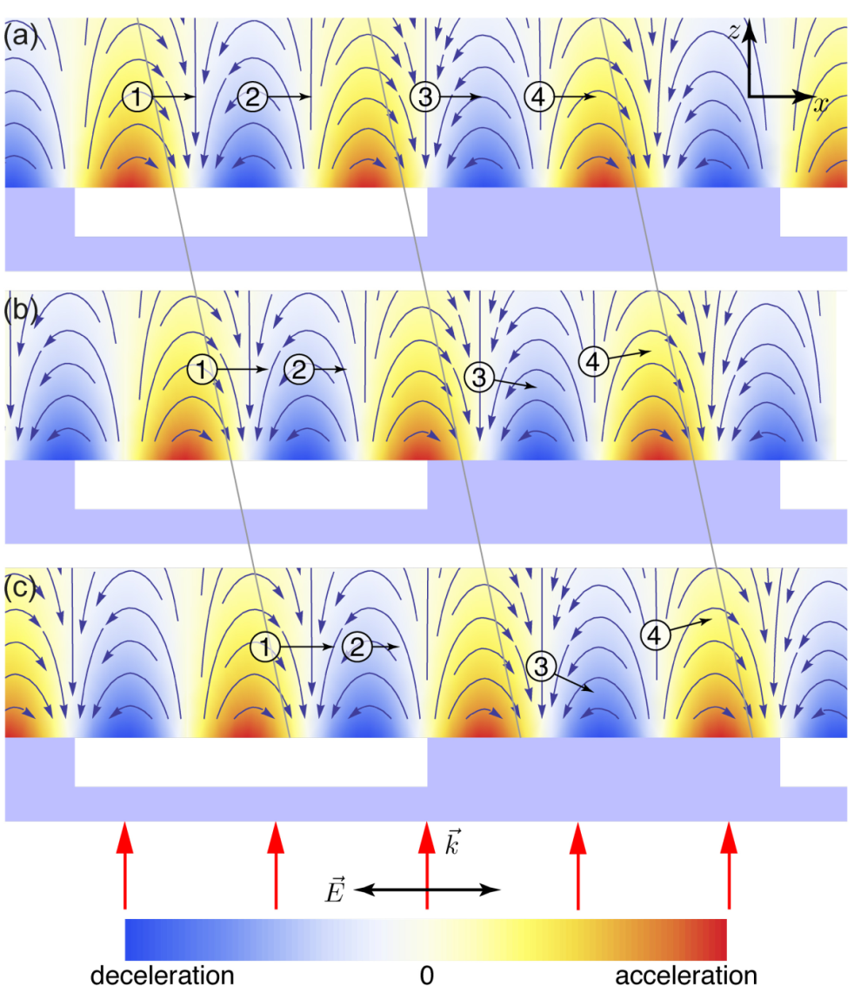 (a)
z
1
2
3
4
x
(b)
1
2
3
4
(c)
1
2
3
4
k⃗
E⃗
deceleration 0 acceleration